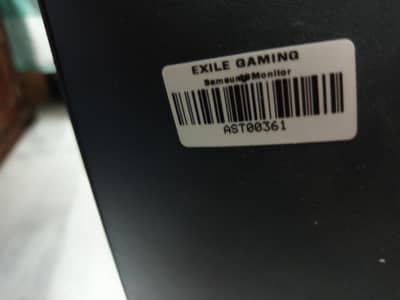 EXILE GAMING
Samsung Monitor
AST00361